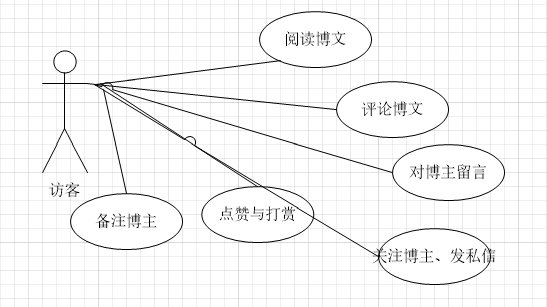 阅读博文
评论博文
对博主留言
访客
备注博主
点赞与打赏
关注博主、发私信